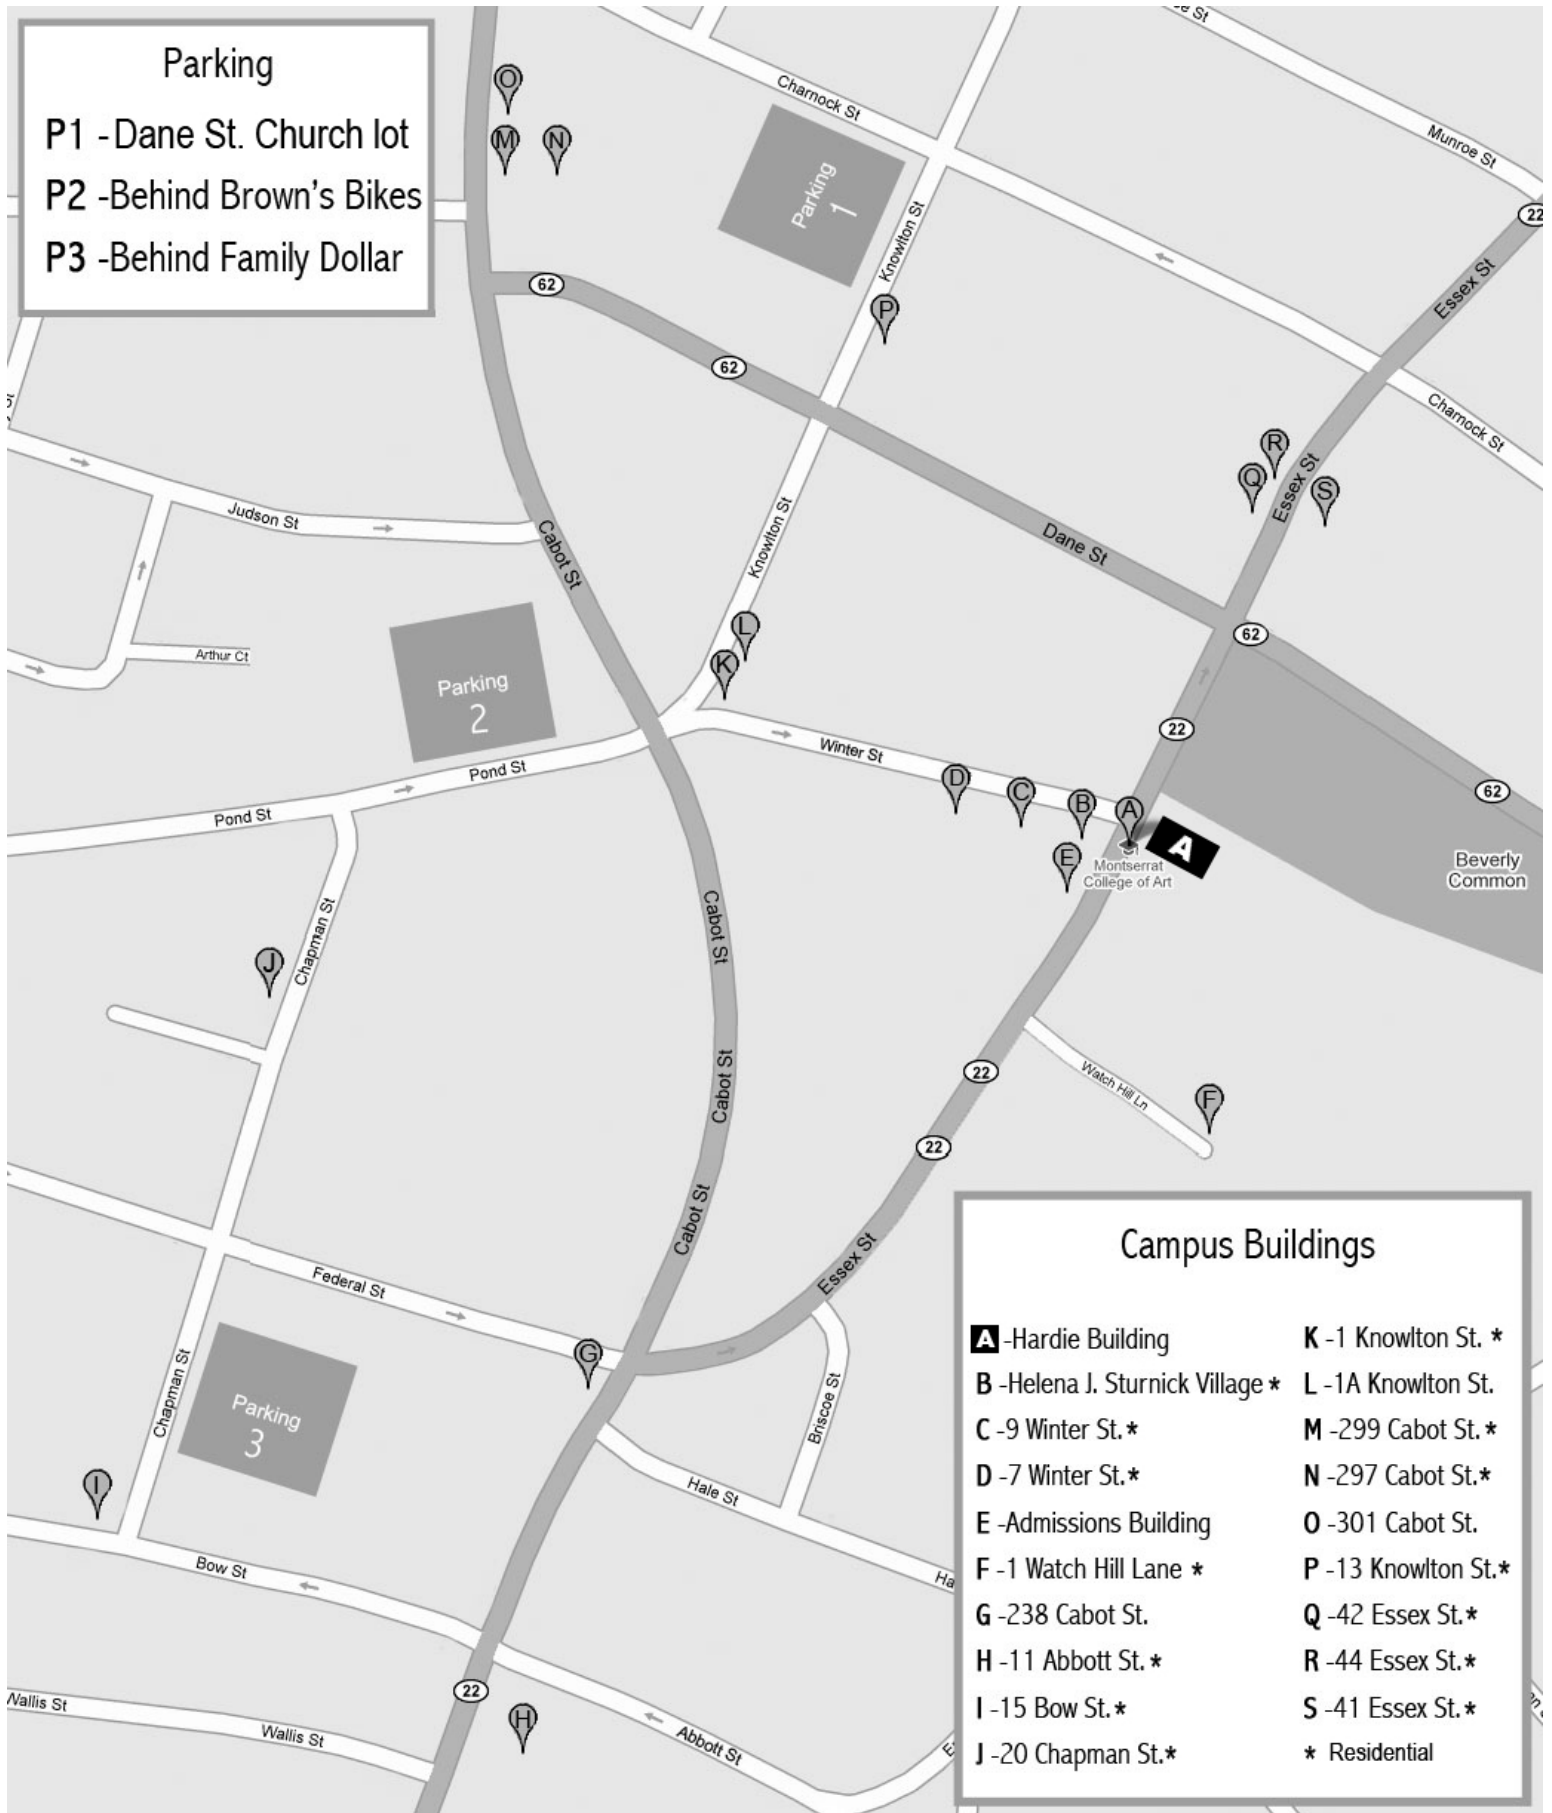 Parking
P1 -Dane St. Church lot
P2 -Behind Brown's Bikes
P3 -Behind Family Dollar
O
M
N
Charnock St
Munroe St
Parking
1
Knowlton St
22
Essex St
62
P
62
Charnock St
R
Q
S
Essex St
Judson St
Cabot St
Knowlton St
Dane St
L
K
62
Arthur Ct
Parking
2
22
Pond St
Winter St
D
C
B
A
62
Pond St
E
A
Montserrat
College of Art
Beverly
Common
Cabot St
Chapman St
J
Cabot St
22
Watch Hill Ln
F
22
Cabot St
Essex St
Federal St
G
Chapman St
Parking
3
Briscoe St
I
Hale St
Bow St
Ha
22
H
Wallis St
Wallis St
Abbott St
E
Campus Buildings
A -Hardie Building
B -Helena J. Sturnick Village *
C -9 Winter St.*
D -7 Winter St.*
E -Admissions Building
F -1 Watch Hill Lane *
G -238 Cabot St.
H -11 Abbott St. *
I -15 Bow St.*
J -20 Chapman St.*
K -1 Knowlton St. *
L -1A Knowlton St.
M -299 Cabot St.*
N -297 Cabot St.*
O -301 Cabot St.
P -13 Knowlton St.*
Q -42 Essex St.*
R -44 Essex St.*
S -41 Essex St.*
* Residential